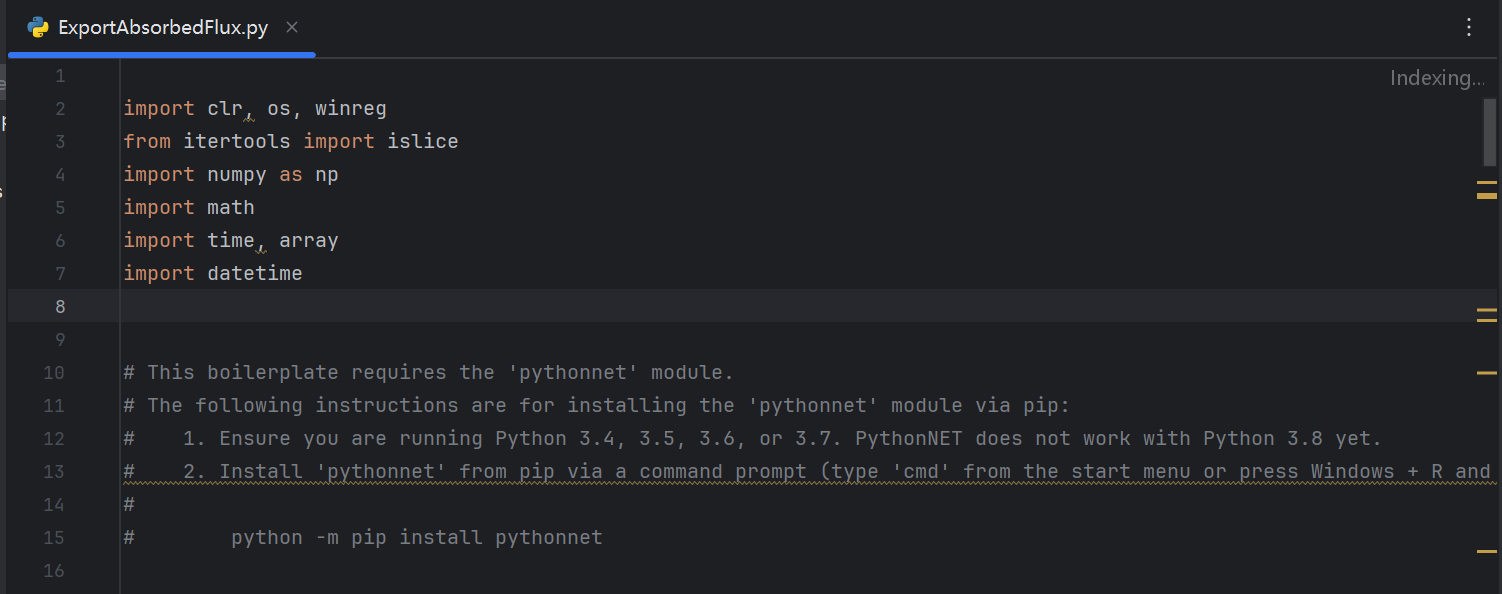 ExportAbsorbedFlux.py
Indexing...
1
2 import clr, os, winreg
3 from itertools import islice
4 import numpy as np
5 import math
6 import time, array
7 import datetime
8
9
10 # This boilerplate requires the 'pythonnet' module.
11 # The following instructions are for installing the 'pythonnet' module via pip:
12 #    1. Ensure you are running Python 3.4, 3.5, 3.6, or 3.7. PythonNET does not work with Python 3.8 yet.
13 #    2. Install 'pythonnet' from pip via a command prompt (type 'cmd' from the start menu or press Windows + R and
14 #
15 #        python -m pip install pythonnet
16